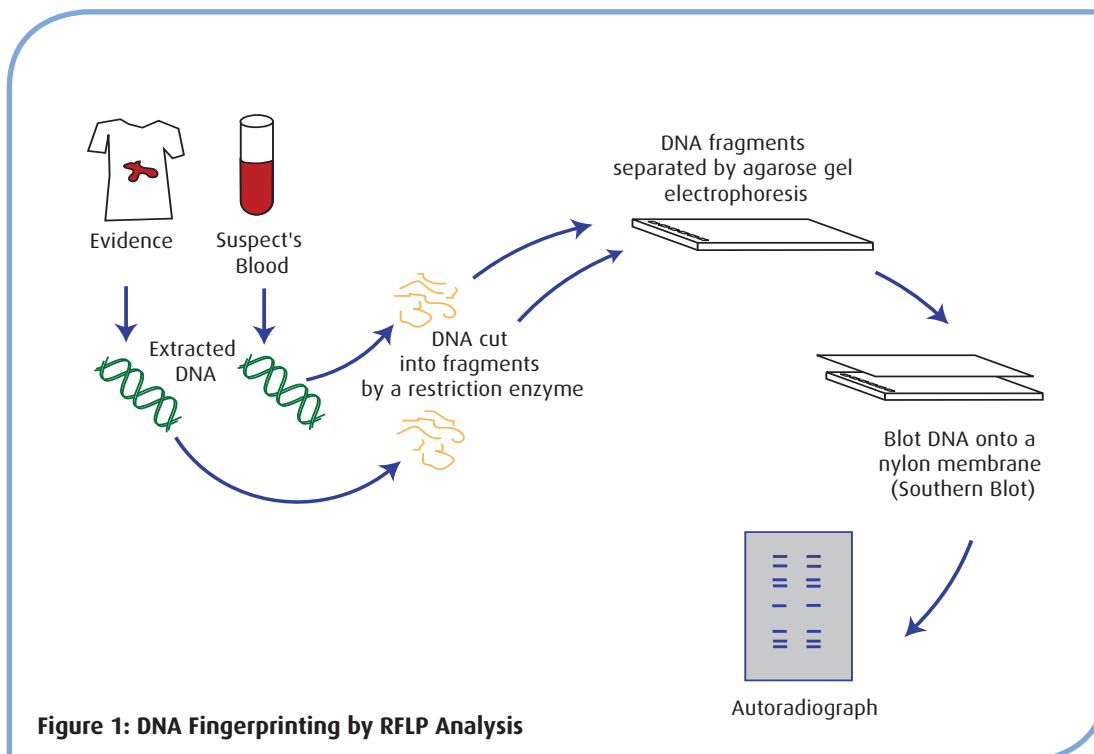 Evidence
Suspect's
Blood
Extracted
DNA
DNA cut
into fragments
by a restriction enzyme
DNA fragments
separated by agarose gel
electrophoresis
Blot DNA onto a
nylon membrane
(Southern Blot)
Autoradiograph
Figure 1: DNA Fingerprinting by RFLP Analysis